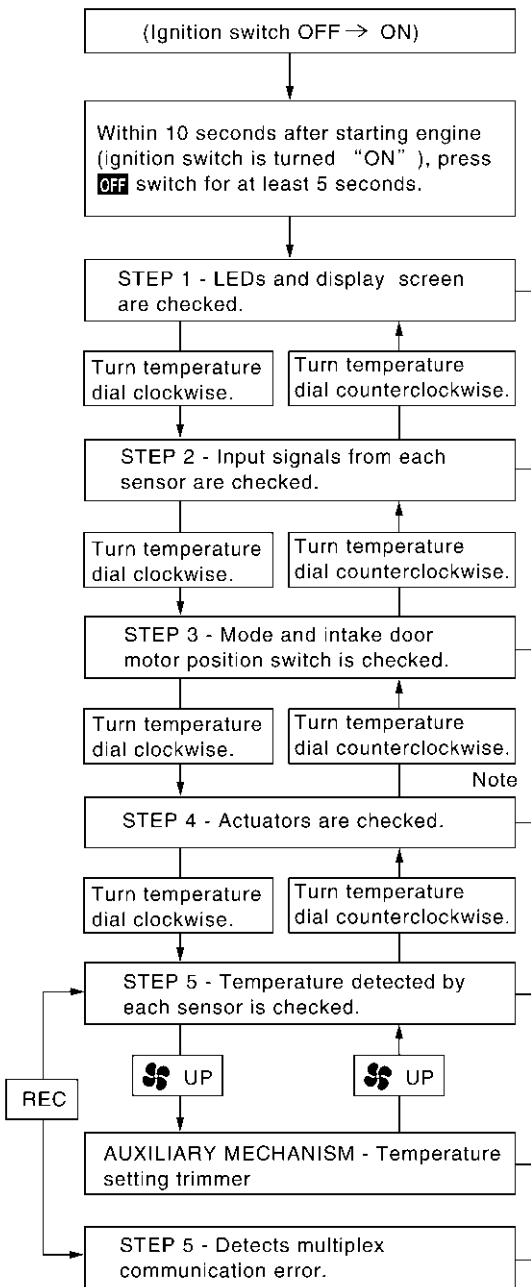 (Ignition switch OFF → ON)
Within 10 seconds after starting engine
(ignition switch is turned “ON” ), press
OFF switch for at least 5 seconds.
STEP 1 - LEDs and display screen
are checked.
Turn temperature
dial clockwise.
Turn temperature
dial counterclockwise.
STEP 2 - Input signals from each
sensor are checked.
Turn temperature
dial clockwise.
Turn temperature
dial counterclockwise.
STEP 3 - Mode and intake door
motor position switch is checked.
Turn temperature
dial clockwise.
Turn temperature
dial counterclockwise.
Note
STEP 4 - Actuators are checked.
Turn temperature
dial clockwise.
Turn temperature
dial counterclockwise.
STEP 5 - Temperature detected by
each sensor is checked.
UP
UP
REC
AUXILIARY MECHANISM - Temperature
setting trimmer
STEP 5 - Detects multiplex
communication error.